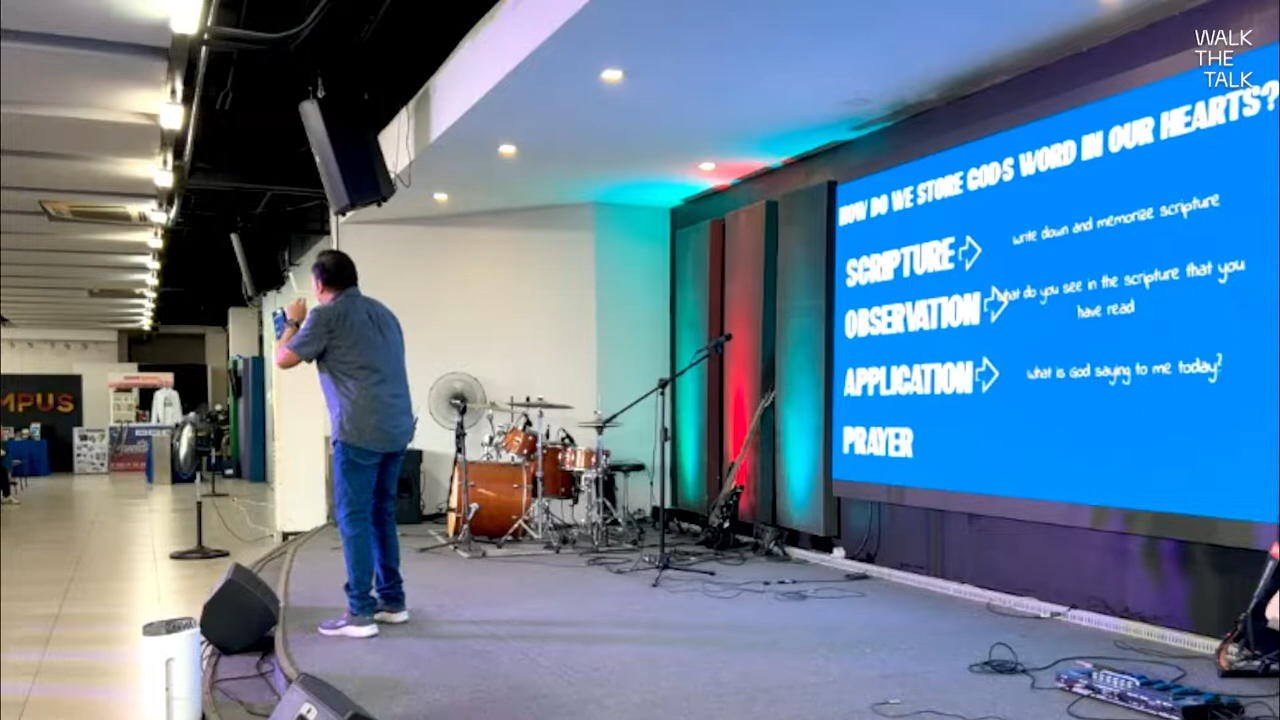 WALK
THE
TALK
HOW DO WE STORE GOD'S WORD IN OUR HEARTS?
SCRIPTURE
write down and memorize scripture
OBSERVATION
what do you see in the scripture that you
have read
APPLICATION
what is God saying to me today?
PRAYER
MPUS